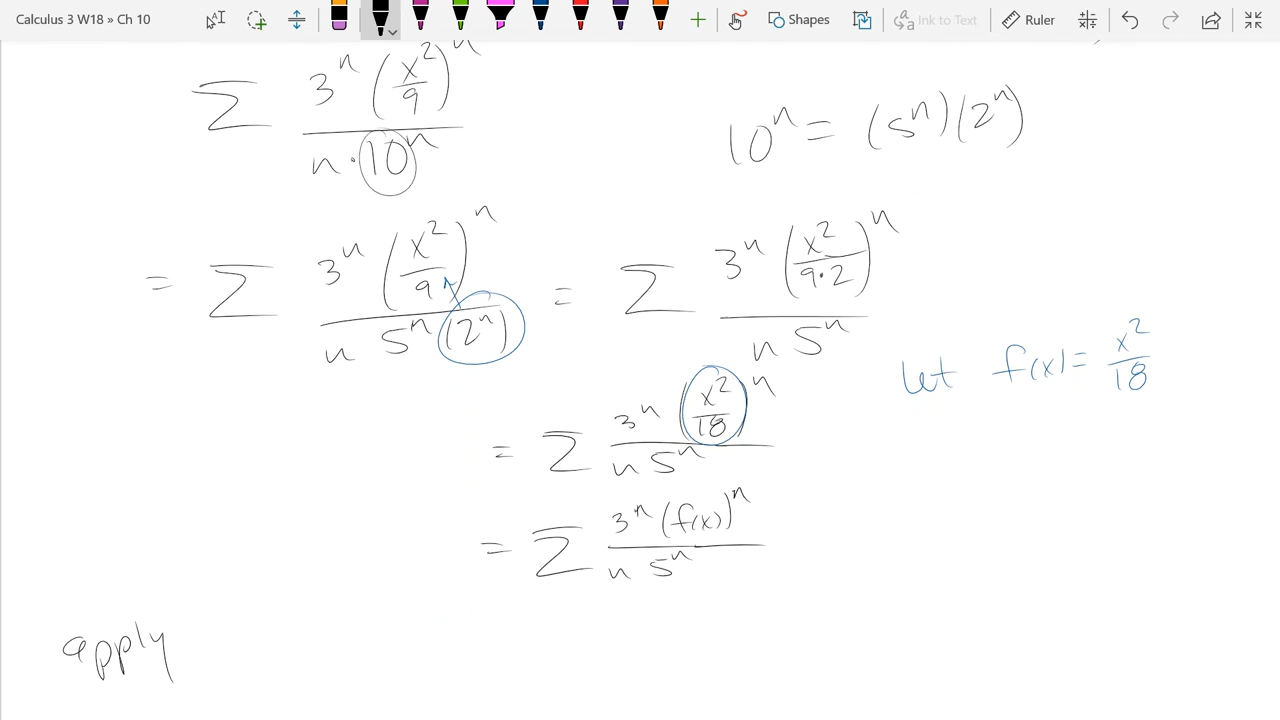 Calculus 3 W18 » Ch 10
Shapes
Ink to Text
Ruler
∑ 3^n (x^2/9)^n / (n · 10^n)
10^n = (5^n)(2^n)
= ∑ 3^n (x^2/9)^n / (n 5^n (2^n)) = ∑ 3^n (x^2/(9·2))^n / (n 5^n)
let f(x) = x^2/18
= ∑ 3^n (x^2/18)^n / (n 5^n)
= ∑ 3^n (f(x))^n / (n 5^n)
apply